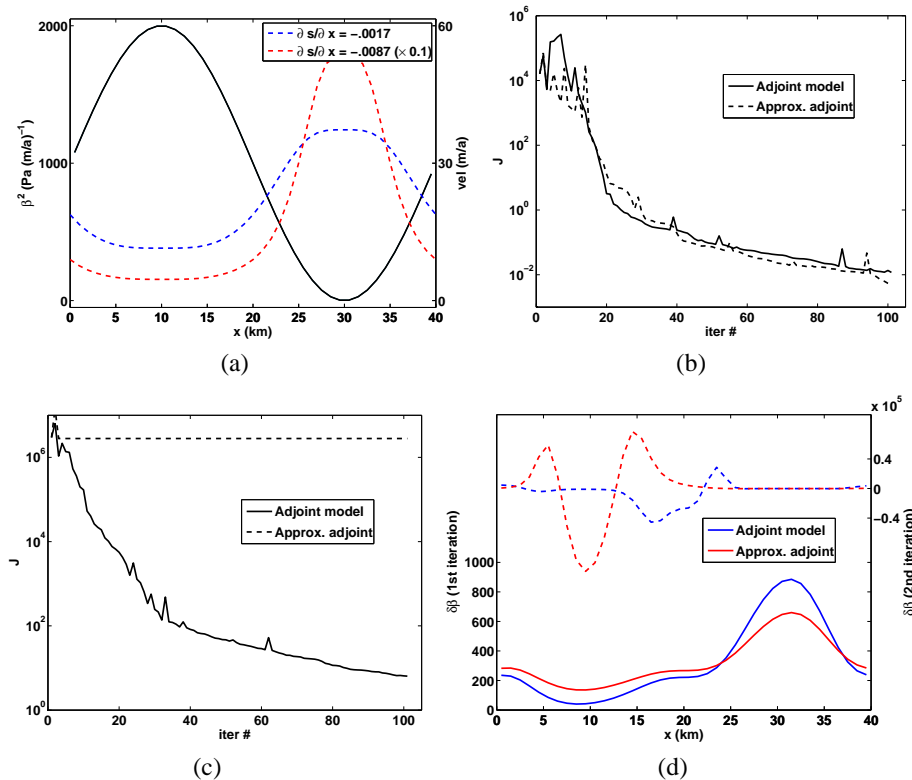 2000
1000
0
60
30
0
0 5 10 15 20 25 30 35 40
β² (Pa (m/a)⁻¹)
vel (m/a)
x (km)
∂ s/∂ x = −.0017
∂ s/∂ x = −.0087 (× 0.1)
(a)
10⁶
10⁴
10²
10⁰
10⁻²
J
0 20 40 60 80 100
iter #
Adjoint model
Approx. adjoint
(b)
10⁶
10⁴
10²
10⁰
J
0 20 40 60 80 100
iter #
Adjoint model
Approx. adjoint
(c)
x 10⁵
0.4
0
−0.4
1000
800
600
400
200
0
0 5 10 15 20 25 30 35 40
δβ (1st iteration)
δβ (2nd iteration)
x (km)
Adjoint model
Approx. adjoint
(d)